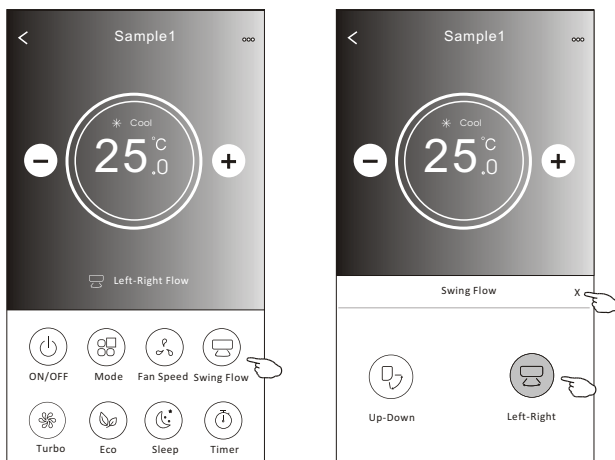 Sample1
Cool
25.0°C
Left-Right Flow
ON/OFF Mode Fan Speed Swing Flow
Turbo Eco Sleep Timer
Sample1
Cool
25.0°C
Swing Flow X
Up-Down Left-Right